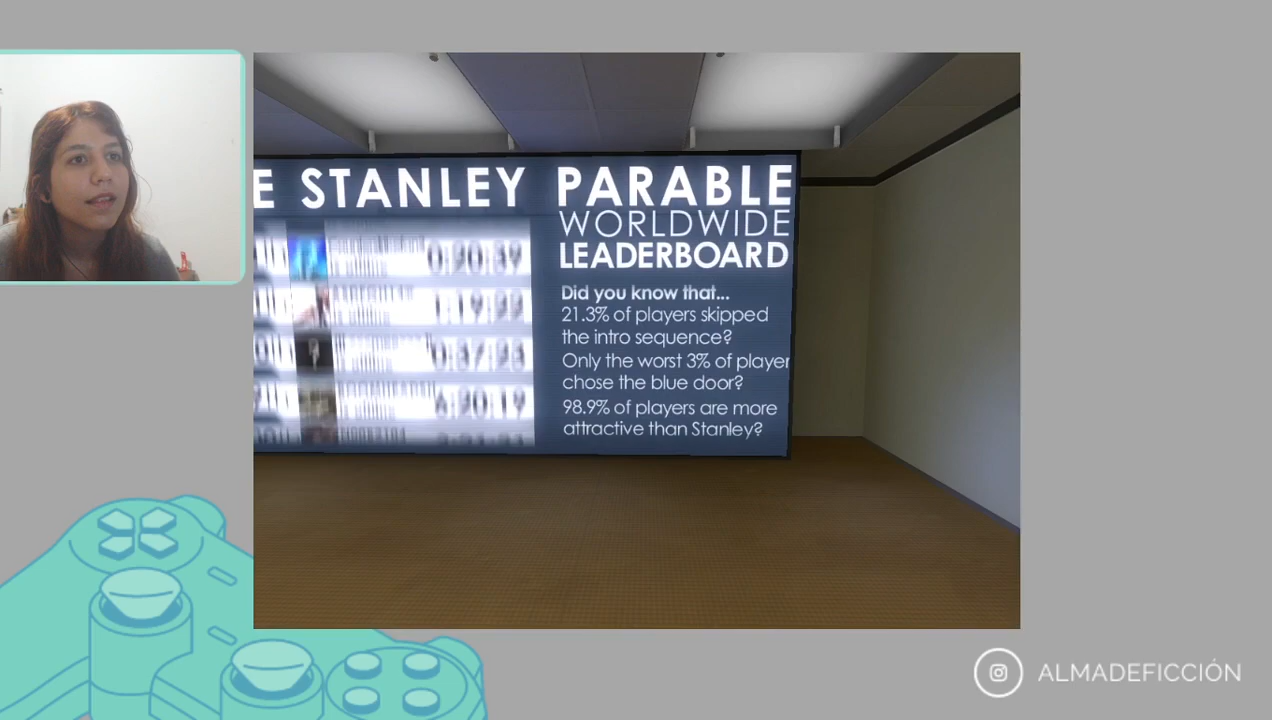 E STANLEY PARABLE
WORLDWIDE
LEADERBOARD
Did you know that...
21.3% of players skipped
the intro sequence?
Only the worst 3% of player
chose the blue door?
98.9% of players are more
attractive than Stanley?
ALMADEFICCIÓN